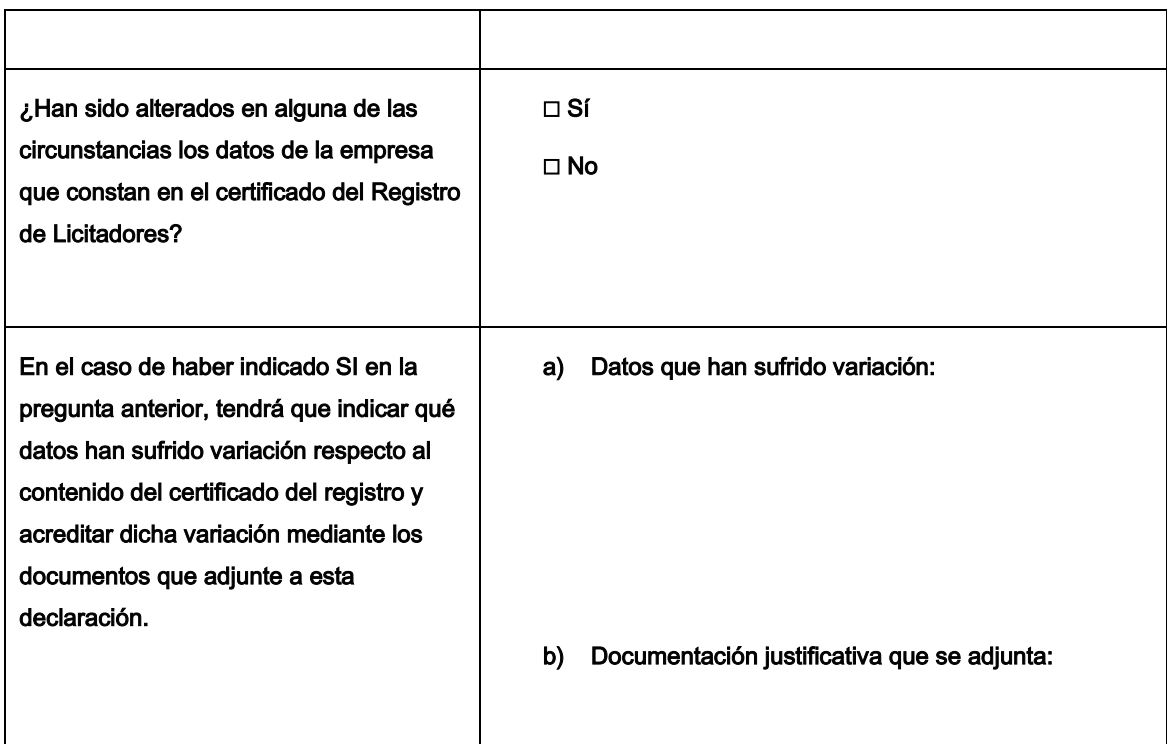 ¿Han sido alterados en alguna de las
circunstancias los datos de la empresa
que constan en el certificado del Registro
de Licitadores?
☐ Sí
☐ No
En el caso de haber indicado SI en la
pregunta anterior, tendrá que indicar qué
datos han sufrido variación respecto al
contenido del certificado del registro y
acreditar dicha variación mediante los
documentos que adjunte a esta
declaración.
a) Datos que han sufrido variación:
b) Documentación justificativa que se adjunta: